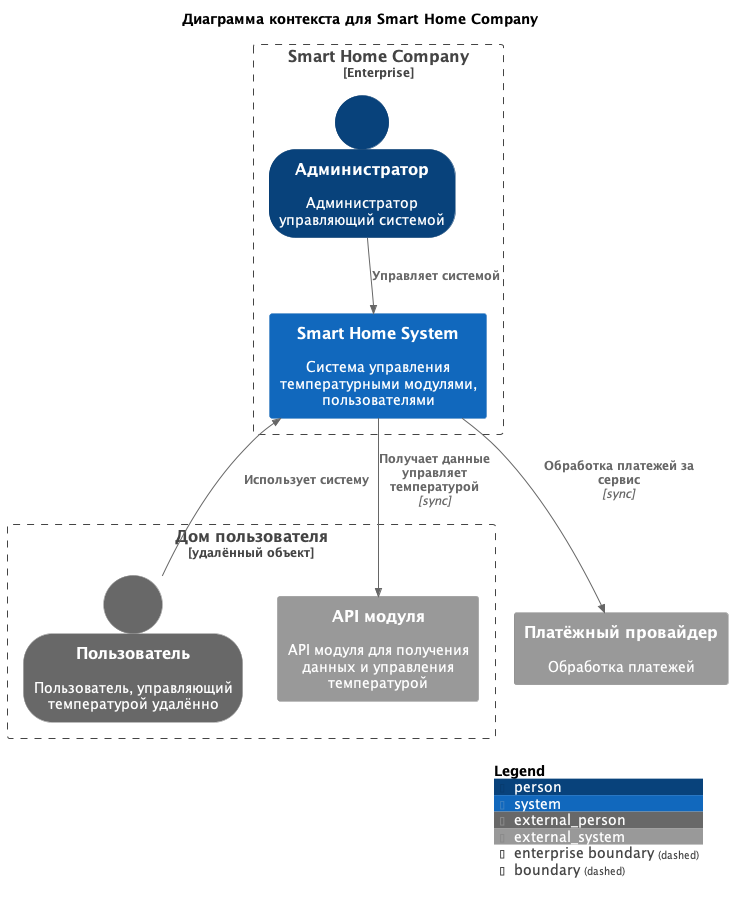 Диаграмма контекста для Smart Home Company
Smart Home Company
[Enterprise]
Администратор
Администратор
управляющий системой
Управляет системой
Smart Home System
Система управления
температурными модулями,
пользователями
Использует систему
Получает данные
управляет
температурой
[sync]
Обработка платежей за
сервис
[sync]
Дом пользователя
[удалённый объект]
Пользователь
Пользователь, управляющий
температурой удалённо
API модуля
API модуля для получения
данных и управления
температурой
Платёжный провайдер
Обработка платежей
Legend
person
system
external_person
external_system
enterprise boundary (dashed)
boundary (dashed)